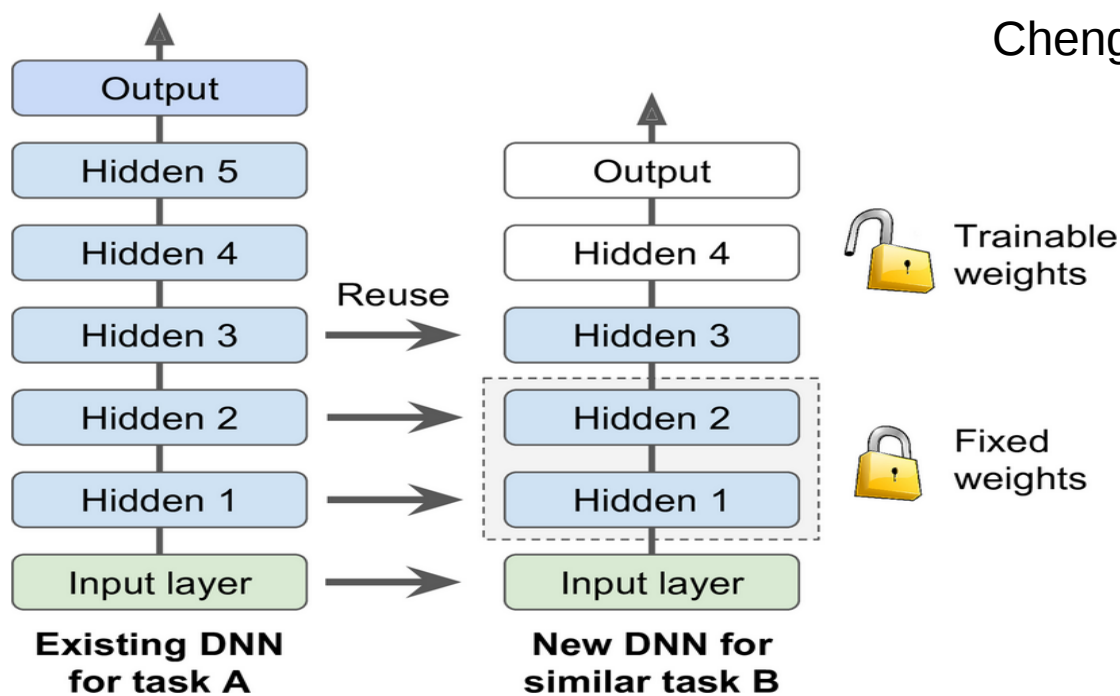 Cheng
Output
Hidden 5
Hidden 4
Hidden 3
Hidden 2
Hidden 1
Input layer
Existing DNN
for task A
Reuse
Output
Hidden 4
Hidden 3
Hidden 2
Hidden 1
Input layer
New DNN for
similar task B
Trainable
weights
Fixed
weights